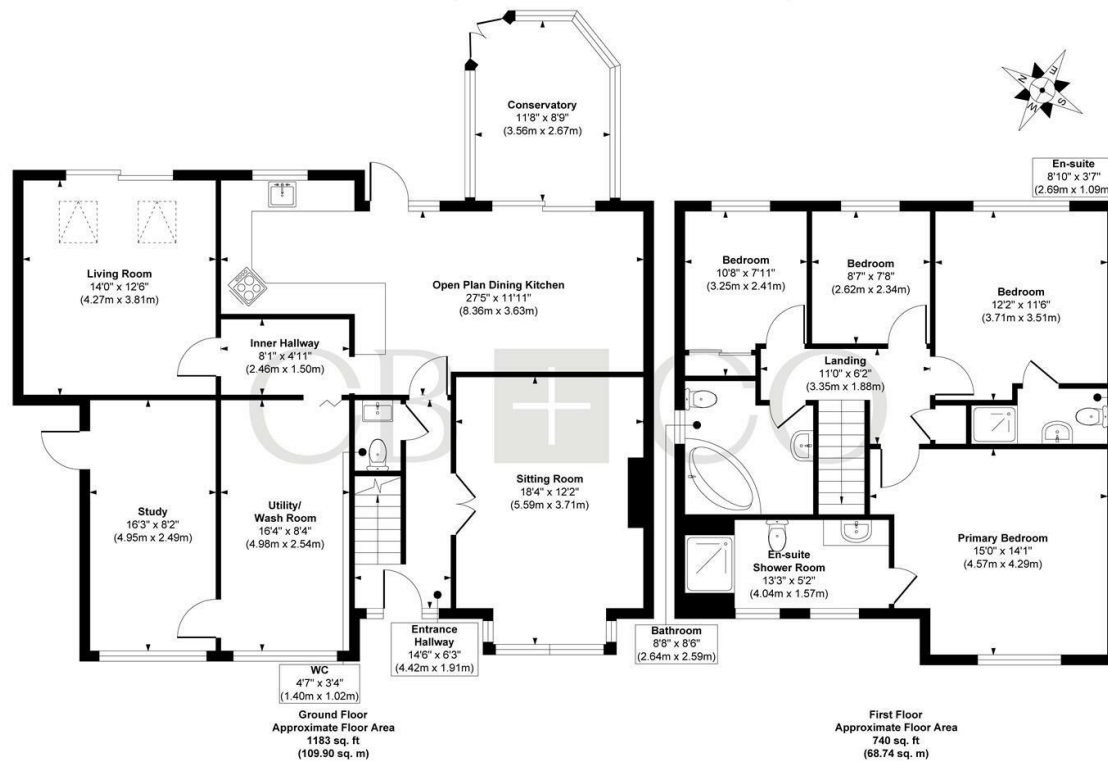 Conservatory
11'8" x 8'9"
(3.56m x 2.67m)
N
E
S
W
En-suite
8'10" x 3'7"
(2.69m x 1.09m)
Living Room
14'0" x 12'6"
(4.27m x 3.81m)
Open Plan Dining Kitchen
27'5" x 11'11"
(8.36m x 3.63m)
Inner Hallway
8'1" x 4'11"
(2.46m x 1.50m)
Bedroom
10'8" x 7'11"
(3.25m x 2.41m)
Bedroom
8'7" x 7'8"
(2.62m x 2.34m)
Bedroom
12'2" x 11'6"
(3.71m x 3.51m)
Landing
11'0" x 6'2"
(3.35m x 1.88m)
CB+CO
Study
16'3" x 8'2"
(4.95m x 2.49m)
Utility/
Wash Room
16'4" x 8'4"
(4.98m x 2.54m)
Sitting Room
18'4" x 12'2"
(5.59m x 3.71m)
En-suite
Shower Room
13'3" x 5'2"
(4.04m x 1.57m)
Primary Bedroom
15'0" x 14'1"
(4.57m x 4.29m)
WC
4'7" x 3'4"
(1.40m x 1.02m)
Entrance
Hallway
14'6" x 6'3"
(4.42m x 1.91m)
Bathroom
8'8" x 8'6"
(2.64m x 2.59m)
Ground Floor
Approximate Floor Area
1183 sq. ft
(109.90 sq. m)
First Floor
Approximate Floor Area
740 sq. ft
(68.74 sq. m)